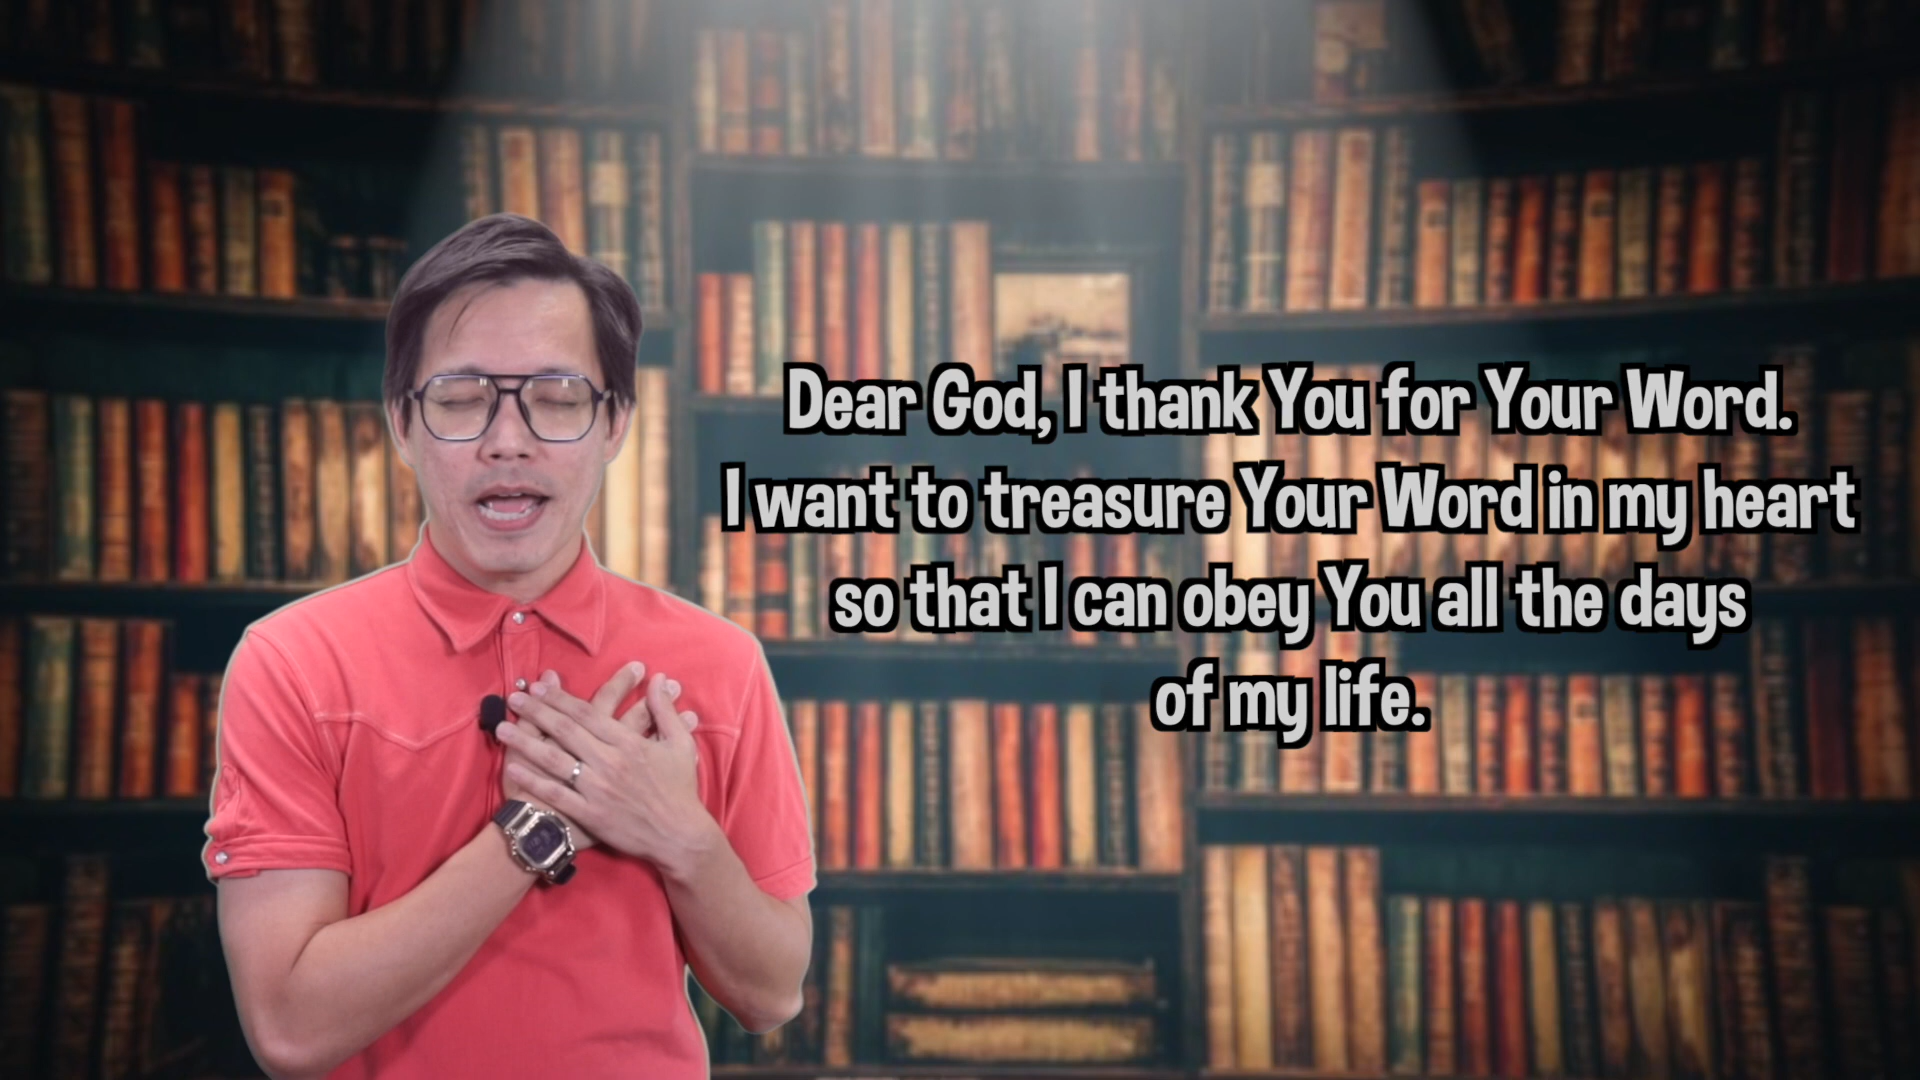 Dear God, I thank You for Your Word.
I want to treasure Your Word in my heart
so that I can obey You all the days
of my life.